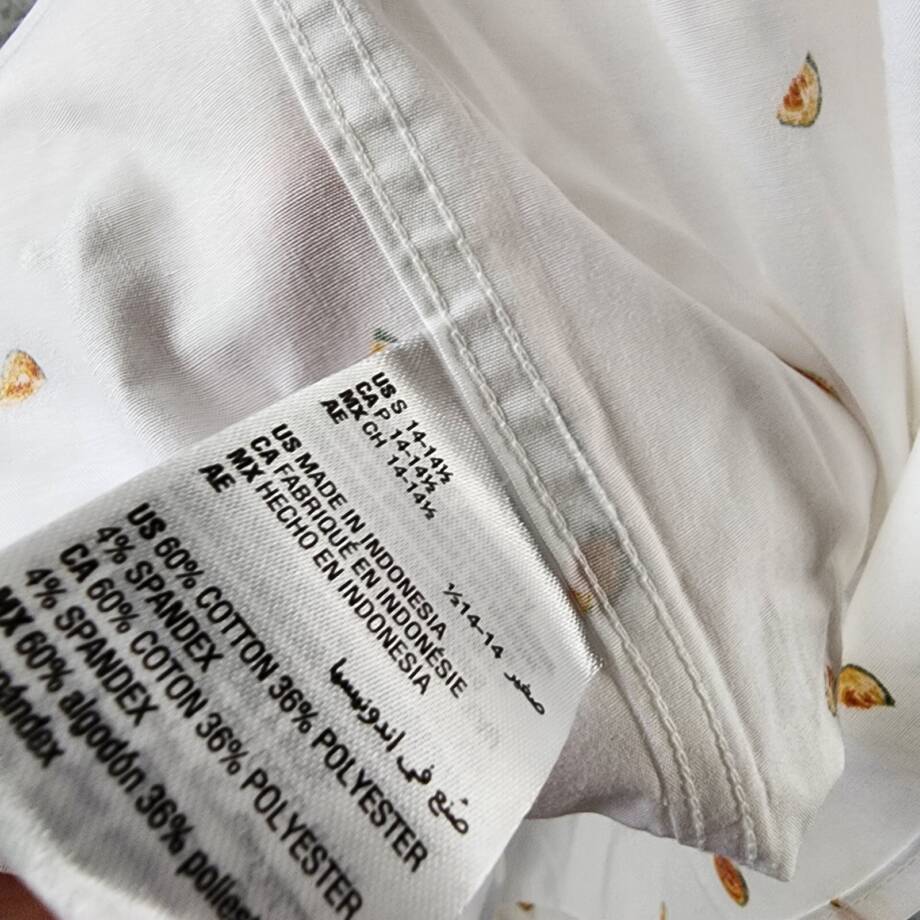 US S 14-14½
CA P 14-14½
MX CH 14-14½
AE صغير 14-14½
US MADE IN INDONESIA
CA FABRIQUÉ EN INDONÉSIE
MX HECHO EN INDONESIA
AE صُنع في اندونيسيا
US 60% COTTON 36% POLYESTER
4% SPANDEX
CA 60% COTON 36% POLYESTER
4% SPANDEX
MX 60% algodón 36%